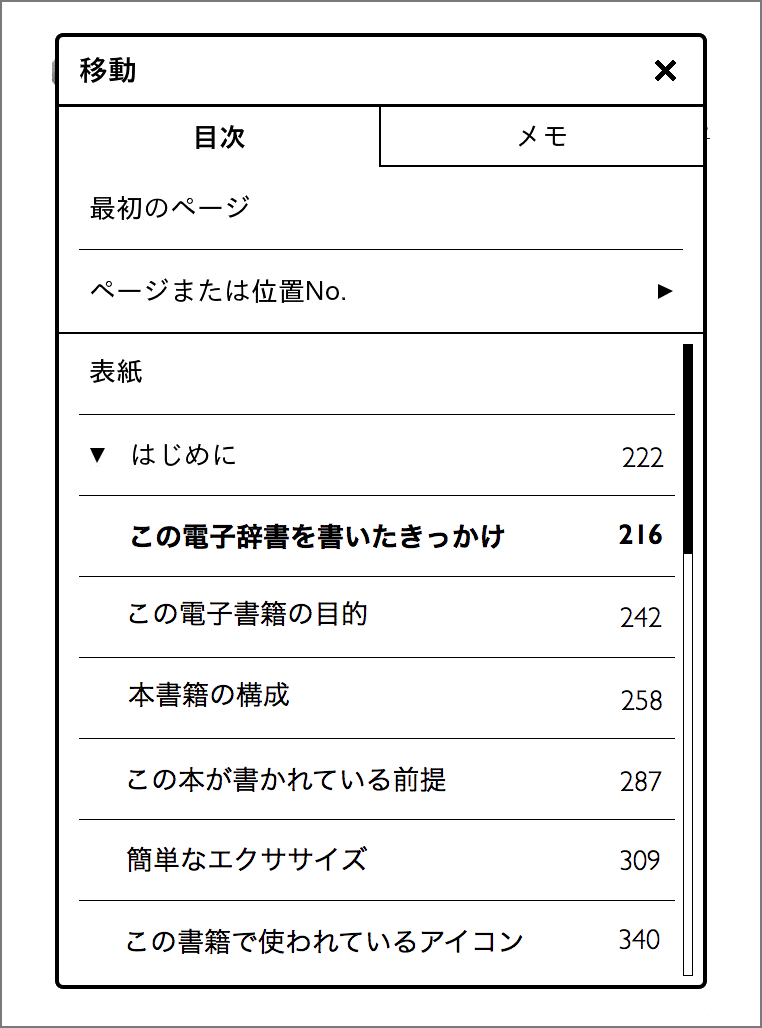 移動
目次
メモ
最初のページ
ページまたは位置No.
表紙
はじめに 222
この電子辞書を書いたきっかけ 216
この電子書籍の目的 242
本書籍の構成 258
この本が書かれている前提 287
簡単なエクササイズ 309
この書籍で使われているアイコン 340